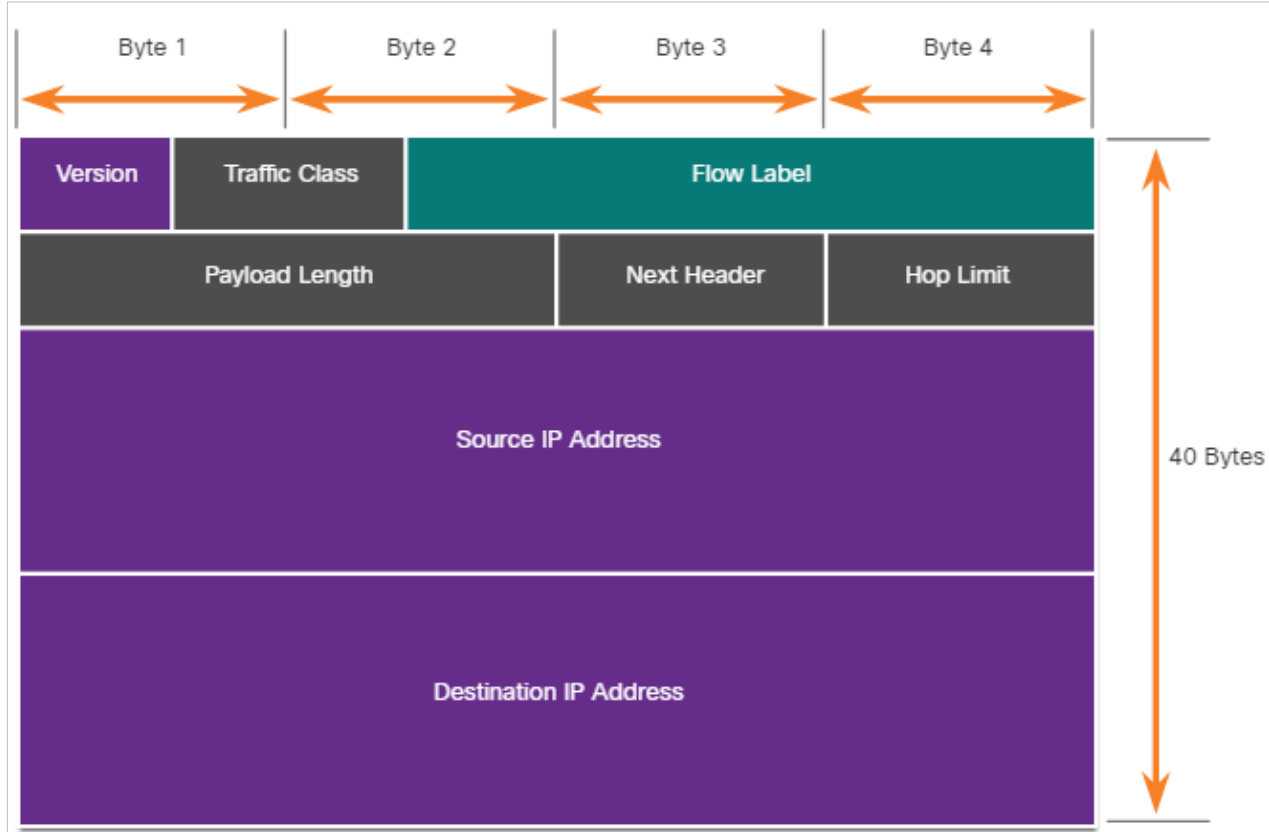 Byte 1 Byte 2 Byte 3 Byte 4
Version Traffic Class Flow Label
Payload Length Next Header Hop Limit
Source IP Address
40 Bytes
Destination IP Address